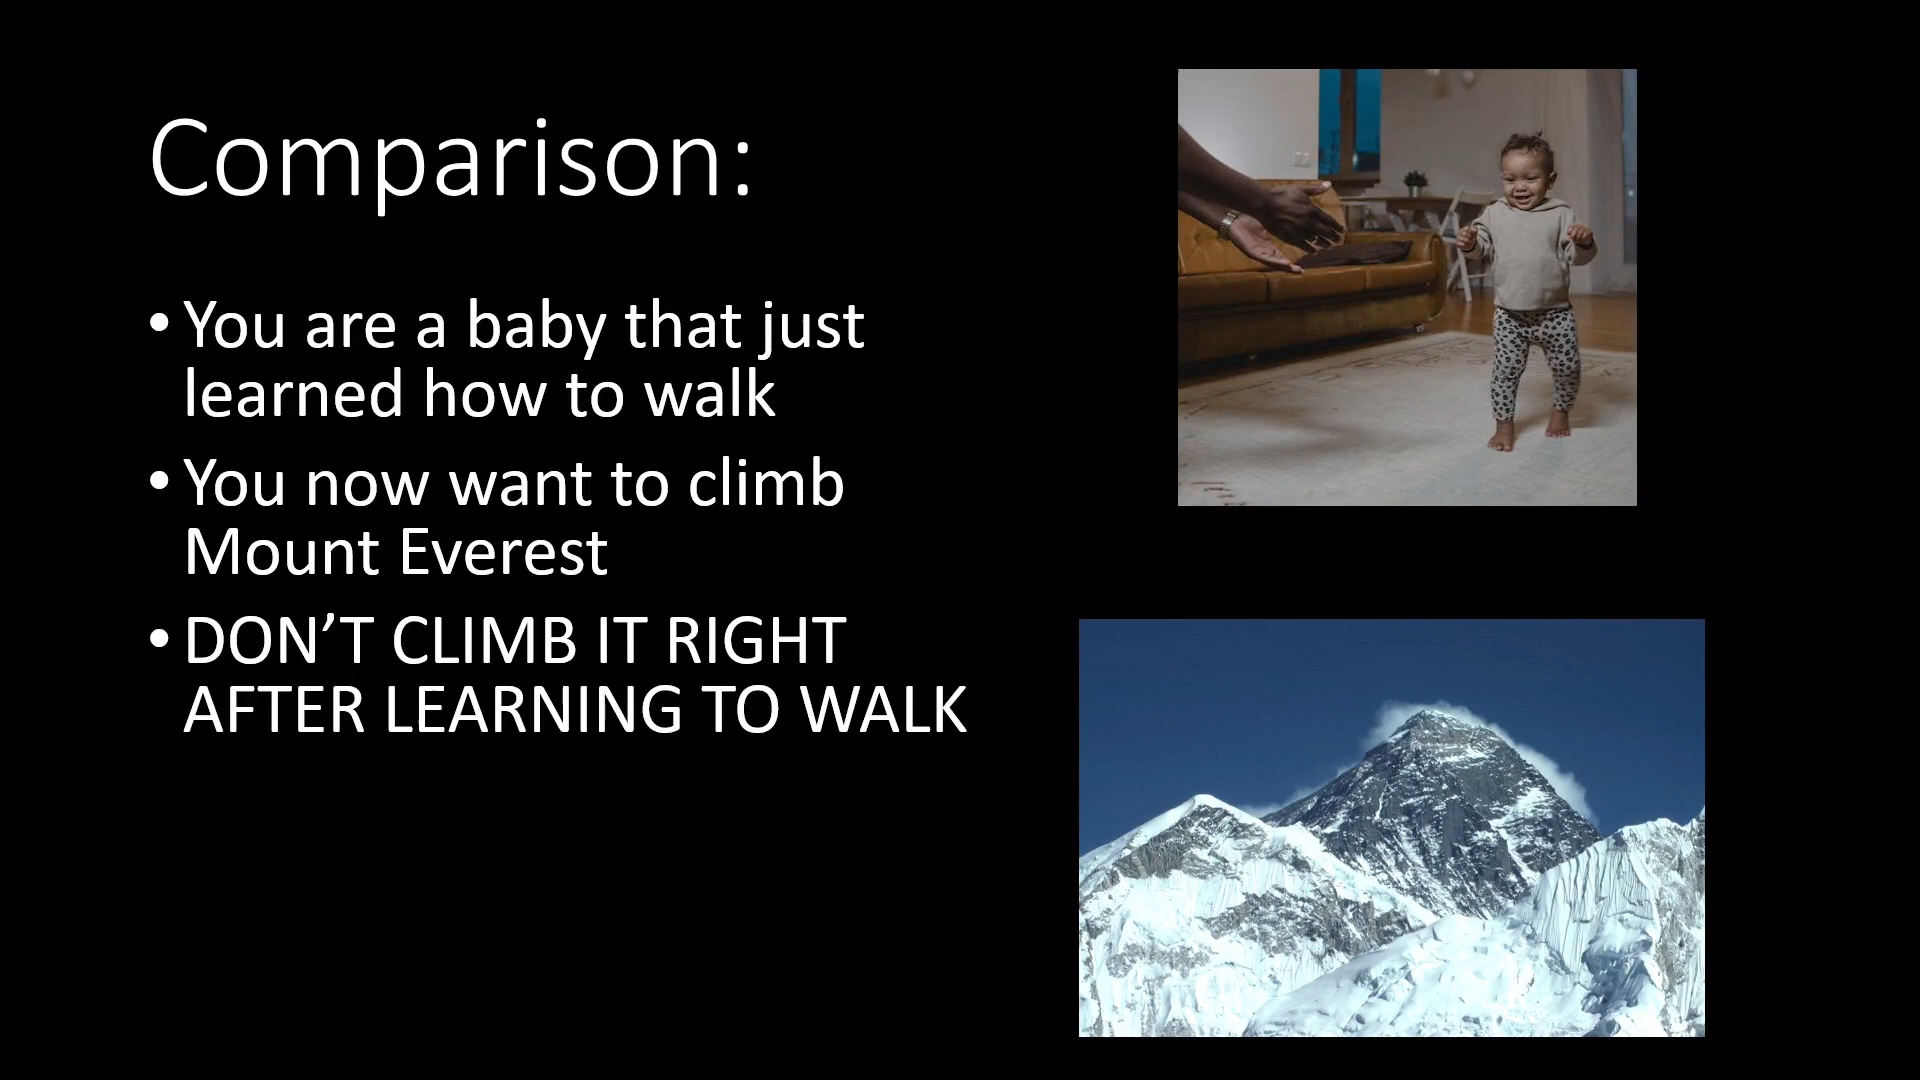 Comparison:
• You are a baby that just
learned how to walk
• You now want to climb
Mount Everest
• DON’T CLIMB IT RIGHT
AFTER LEARNING TO WALK